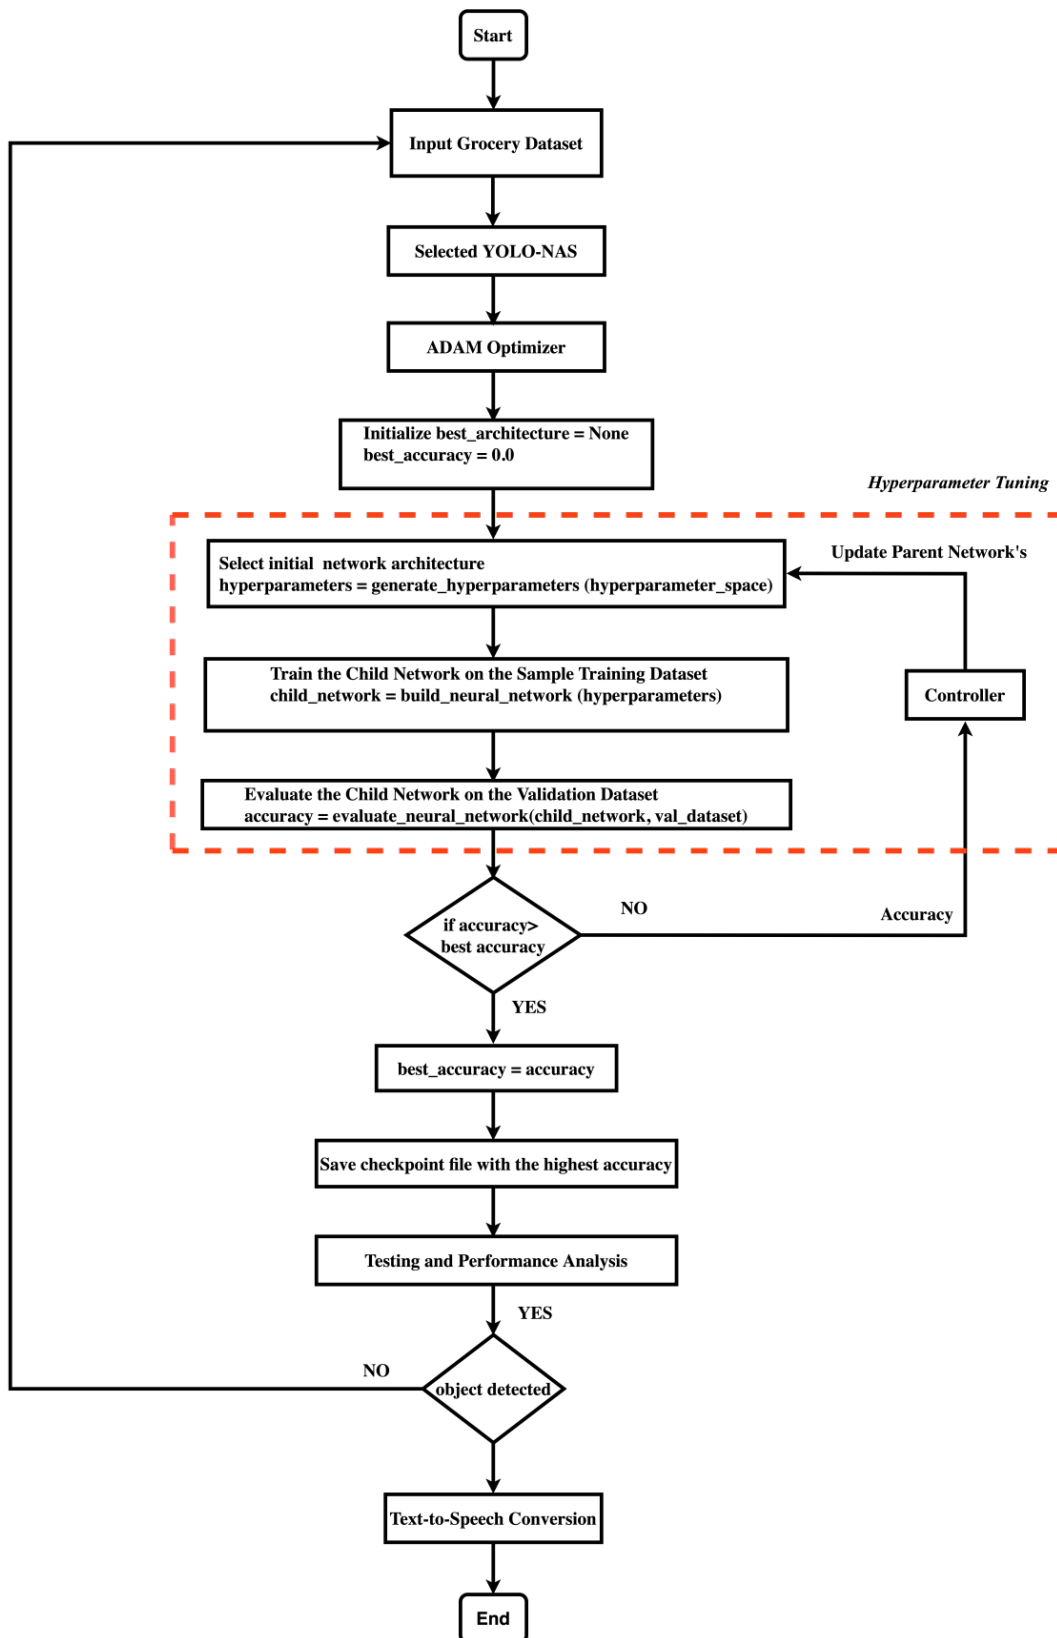 Start
Input Grocery Dataset
Selected YOLO-NAS
ADAM Optimizer
Initialize best_architecture = None
best_accuracy = 0.0
Hyperparameter Tuning
Update Parent Network's
Select initial network architecture
hyperparameters = generate_hyperparameters (hyperparameter_space)
Train the Child Network on the Sample Training Dataset
child_network = build_neural_network (hyperparameters)
Controller
Evaluate the Child Network on the Validation Dataset
accuracy = evaluate_neural_network(child_network, val_dataset)
if accuracy>
best accuracy
NO
Accuracy
YES
best_accuracy = accuracy
Save checkpoint file with the highest accuracy
Testing and Performance Analysis
YES
NO
object detected
Text-to-Speech Conversion
End